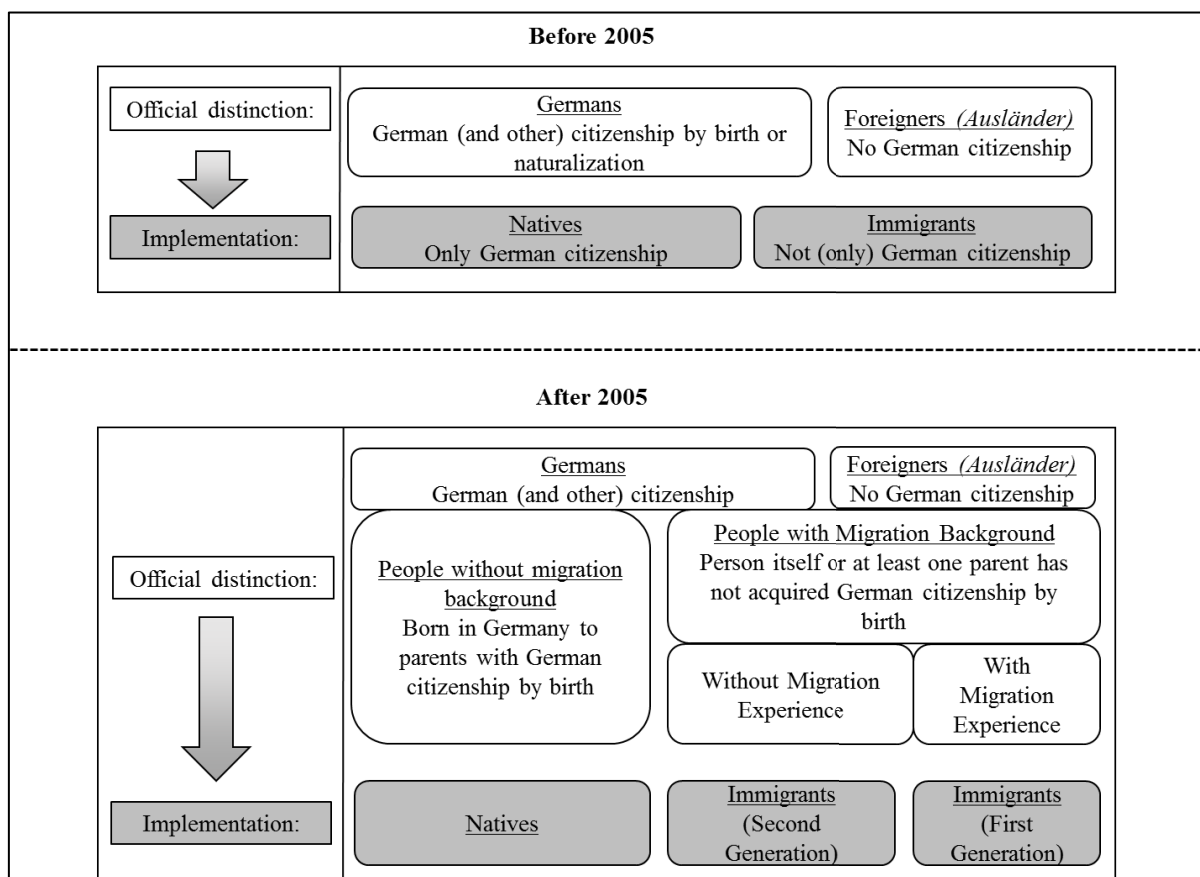 Before 2005
Official distinction:
Germans
German (and other) citizenship by birth or
naturalization
Foreigners (Ausländer)
No German citizenship
Implementation:
Natives
Only German citizenship
Immigrants
Not (only) German citizenship
After 2005
Germans
German (and other) citizenship
Foreigners (Ausländer)
No German citizenship
Official distinction:
People without migration
background
Born in Germany to
parents with German
citizenship by birth
People with Migration Background
Person itself or at least one parent has
not acquired German citizenship by
birth
Without Migration
Experience
With
Migration
Experience
Implementation:
Natives
Immigrants
(Second
Generation)
Immigrants
(First
Generation)